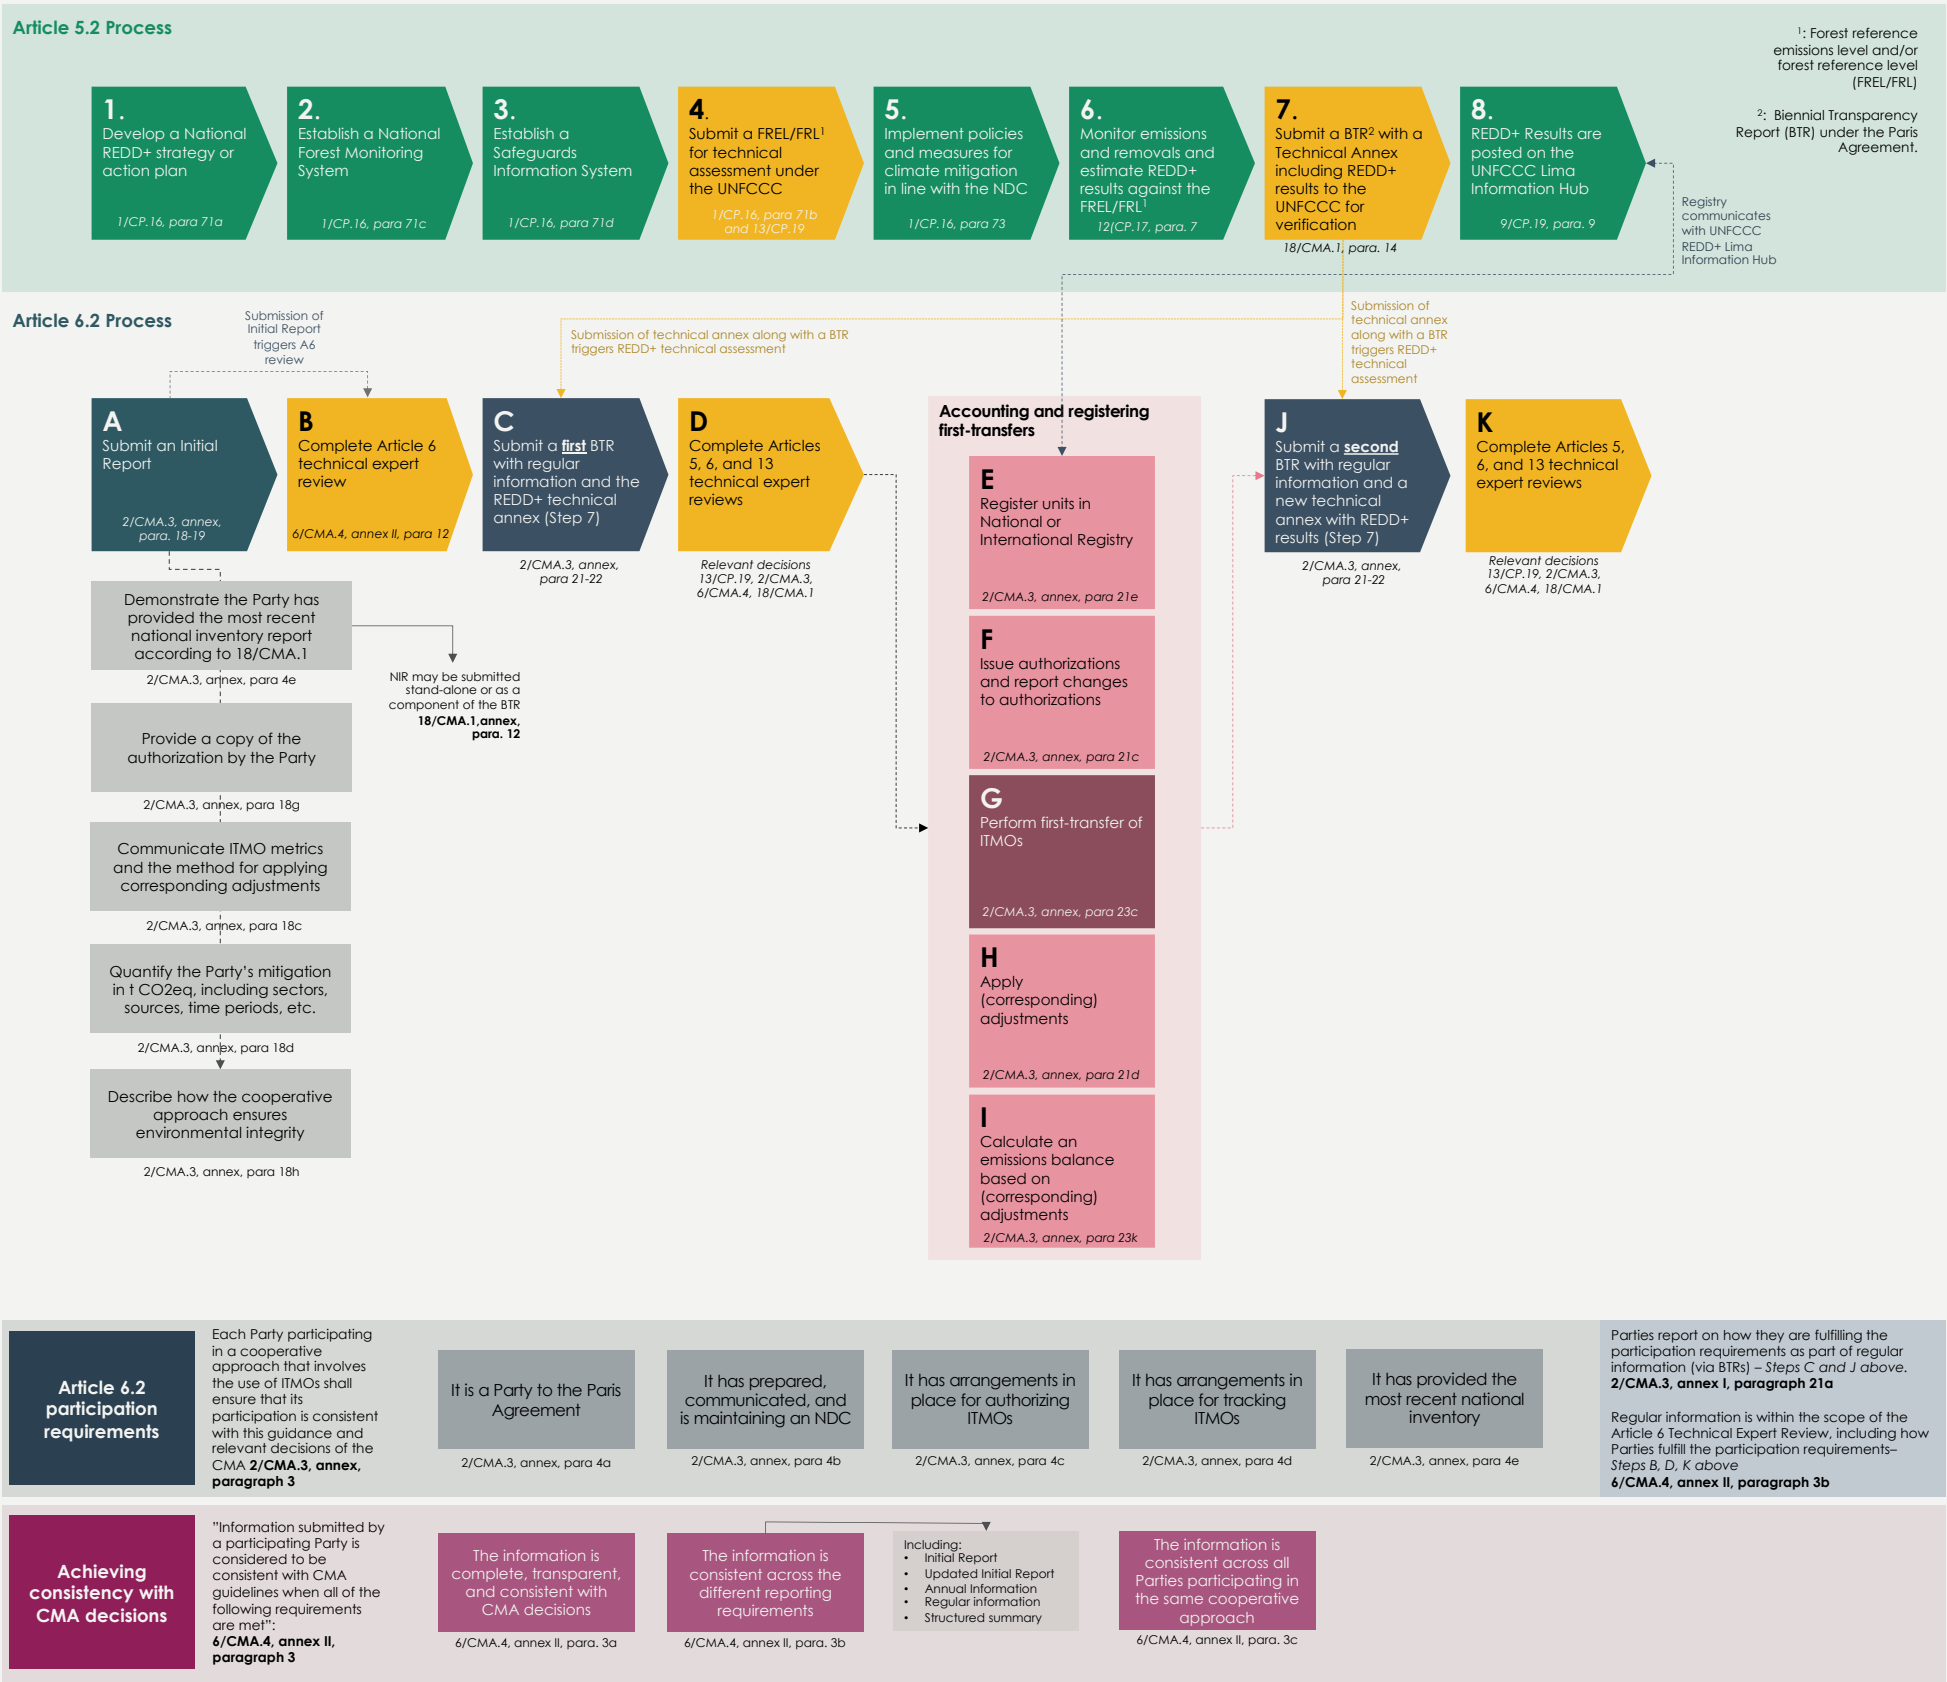 Article 5.2 Process
1: Forest reference
emissions level and/or
forest reference level
(FREL/FRL)
2: Biennial Transparency
Report (BTR) under the Paris
Agreement.
1.
Develop a National
REDD+ strategy or
action plan
1/CP.16, para 71a
2.
Establish a National
Forest Monitoring
System
1/CP.16, para 71c
3.
Establish a
Safeguards
Information System
1/CP.16, para 71d
4.
Submit a FREL/FRL1
for technical
assessment under
the UNFCCC
1/CP.16, para 71b
and 13/CP.19
5.
Implement policies
and measures for
climate mitigation
in line with the NDC
1/CP.16, para 73
6.
Monitor emissions
and removals and
estimate REDD+
results against the
FREL/FRL1
12(CP.17, para. 7
7.
Submit a BTR2 with a
Technical Annex
including REDD+
results to the
UNFCCC for
verification
18/CMA.1, para. 14
8.
REDD+ Results are
posted on the
UNFCCC Lima
Information Hub
9/CP.19, para. 9
Registry
communicates
with UNFCCC
REDD+ Lima
Information Hub
Article 6.2 Process
Submission of
Initial Report
triggers A6
review
Submission of technical annex along with a BTR
triggers REDD+ technical assessment
Submission of
technical annex
along with a BTR
triggers REDD+
technical
assessment
A
Submit an Initial
Report
2/CMA.3, annex,
para. 18-19
B
Complete Article 6
technical expert
review
6/CMA.4, annex II, para 12
C
Submit a first BTR
with regular
information and the
REDD+ technical
annex (Step 7)
2/CMA.3, annex,
para 21-22
D
Complete Articles
5, 6, and 13
technical expert
reviews
Relevant decisions
13/CP.19, 2/CMA.3,
6/CMA.4, 18/CMA.1
Accounting and registering
first-transfers
E
Register units in
National or
International Registry
2/CMA.3, annex, para 21e
F
Issue authorizations
and report changes
to authorizations
2/CMA.3, annex, para 21c
G
Perform first-transfer of
ITMOs
2/CMA.3, annex, para 23c
H
Apply
(corresponding)
adjustments
2/CMA.3, annex, para 21d
I
Calculate an
emissions balance
based on
(corresponding)
adjustments
2/CMA.3, annex, para 23k
J
Submit a second
BTR with regular
information and a
new technical
annex with REDD+
results (Step 7)
2/CMA.3, annex,
para 21-22
K
Complete Articles 5,
6, and 13 technical
expert reviews
Relevant decisions
13/CP.19, 2/CMA.3,
6/CMA.4, 18/CMA.1
Demonstrate the Party has
provided the most recent
national inventory report
according to 18/CMA.1
2/CMA.3, annex, para 4e
NIR may be submitted
stand-alone or as a
component of the BTR
18/CMA.1,annex,
para. 12
Provide a copy of the
authorization by the Party
2/CMA.3, annex, para 18g
Communicate ITMO metrics
and the method for applying
corresponding adjustments
2/CMA.3, annex, para 18c
Quantify the Party's mitigation
in t CO2eq, including sectors,
sources, time periods, etc.
2/CMA.3, annex, para 18d
Describe how the cooperative
approach ensures
environmental integrity
2/CMA.3, annex, para 18h
Article 6.2
participation
requirements
Each Party participating
in a cooperative
approach that involves
the use of ITMOs shall
ensure that its
participation is consistent
with this guidance and
relevant decisions of the
CMA 2/CMA.3, annex,
paragraph 3
It is a Party to the Paris
Agreement
2/CMA.3, annex, para 4a
It has prepared,
communicated, and
is maintaining an NDC
2/CMA.3, annex, para 4b
It has arrangements in
place for authorizing
ITMOs
2/CMA.3, annex, para 4c
It has arrangements in
place for tracking
ITMOs
2/CMA.3, annex, para 4d
It has provided the
most recent national
inventory
2/CMA.3, annex, para 4e
Parties report on how they are fulfilling the
participation requirements as part of regular
information (via BTRs) – Steps C and J above.
2/CMA.3, annex I, paragraph 21a
Regular information is within the scope of the
Article 6 Technical Expert Review, including how
Parties fulfill the participation requirements–
Steps B, D, K above
6/CMA.4, annex II, paragraph 3b
Achieving
consistency with
CMA decisions
"Information submitted by
a participating Party is
considered to be
consistent with CMA
guidelines when all of the
following requirements
are met":
6/CMA.4, annex II,
paragraph 3
The information is
complete, transparent,
and consistent with
CMA decisions
6/CMA.4, annex II, para. 3a
The information is
consistent across the
different reporting
requirements
6/CMA.4, annex II, para. 3b
Including:
• Initial Report
• Updated Initial Report
• Annual Information
• Regular information
• Structured summary
The information is
consistent across all
Parties participating in
the same cooperative
approach
6/CMA.4, annex II, para. 3c